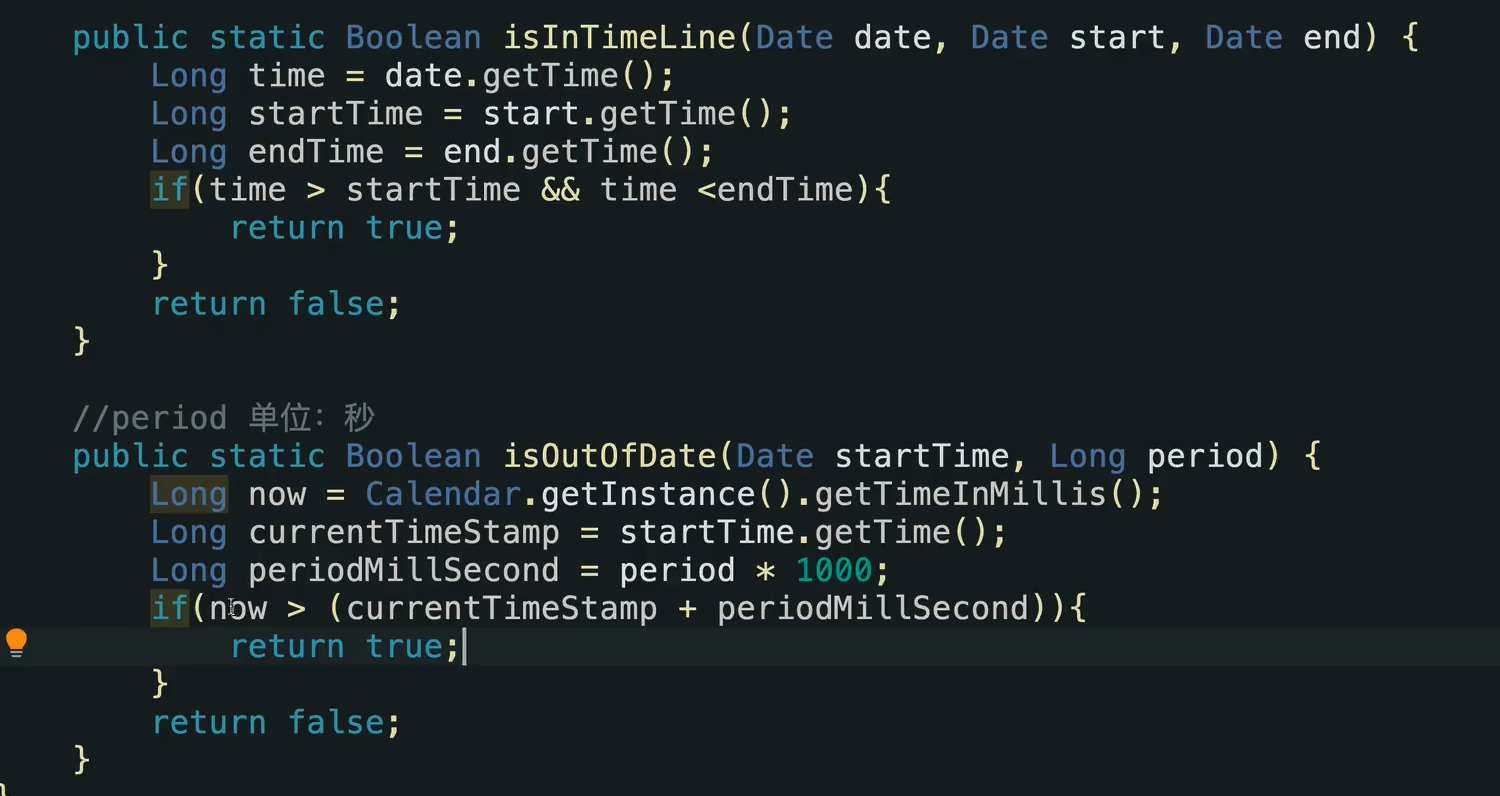 public static Boolean isInTimeLine(Date date, Date start, Date end) {
Long time = date.getTime();
Long startTime = start.getTime();
Long endTime = end.getTime();
if(time > startTime && time <endTime){
return true;
}
return false;
}
//period 单位：秒
public static Boolean isOutOfDate(Date startTime, Long period) {
Long now = Calendar.getInstance().getTimeInMillis();
Long currentTimeStamp = startTime.getTime();
Long periodMillSecond = period * 1000;
if(now > (currentTimeStamp + periodMillSecond)){
return true;
}
return false;
}
}